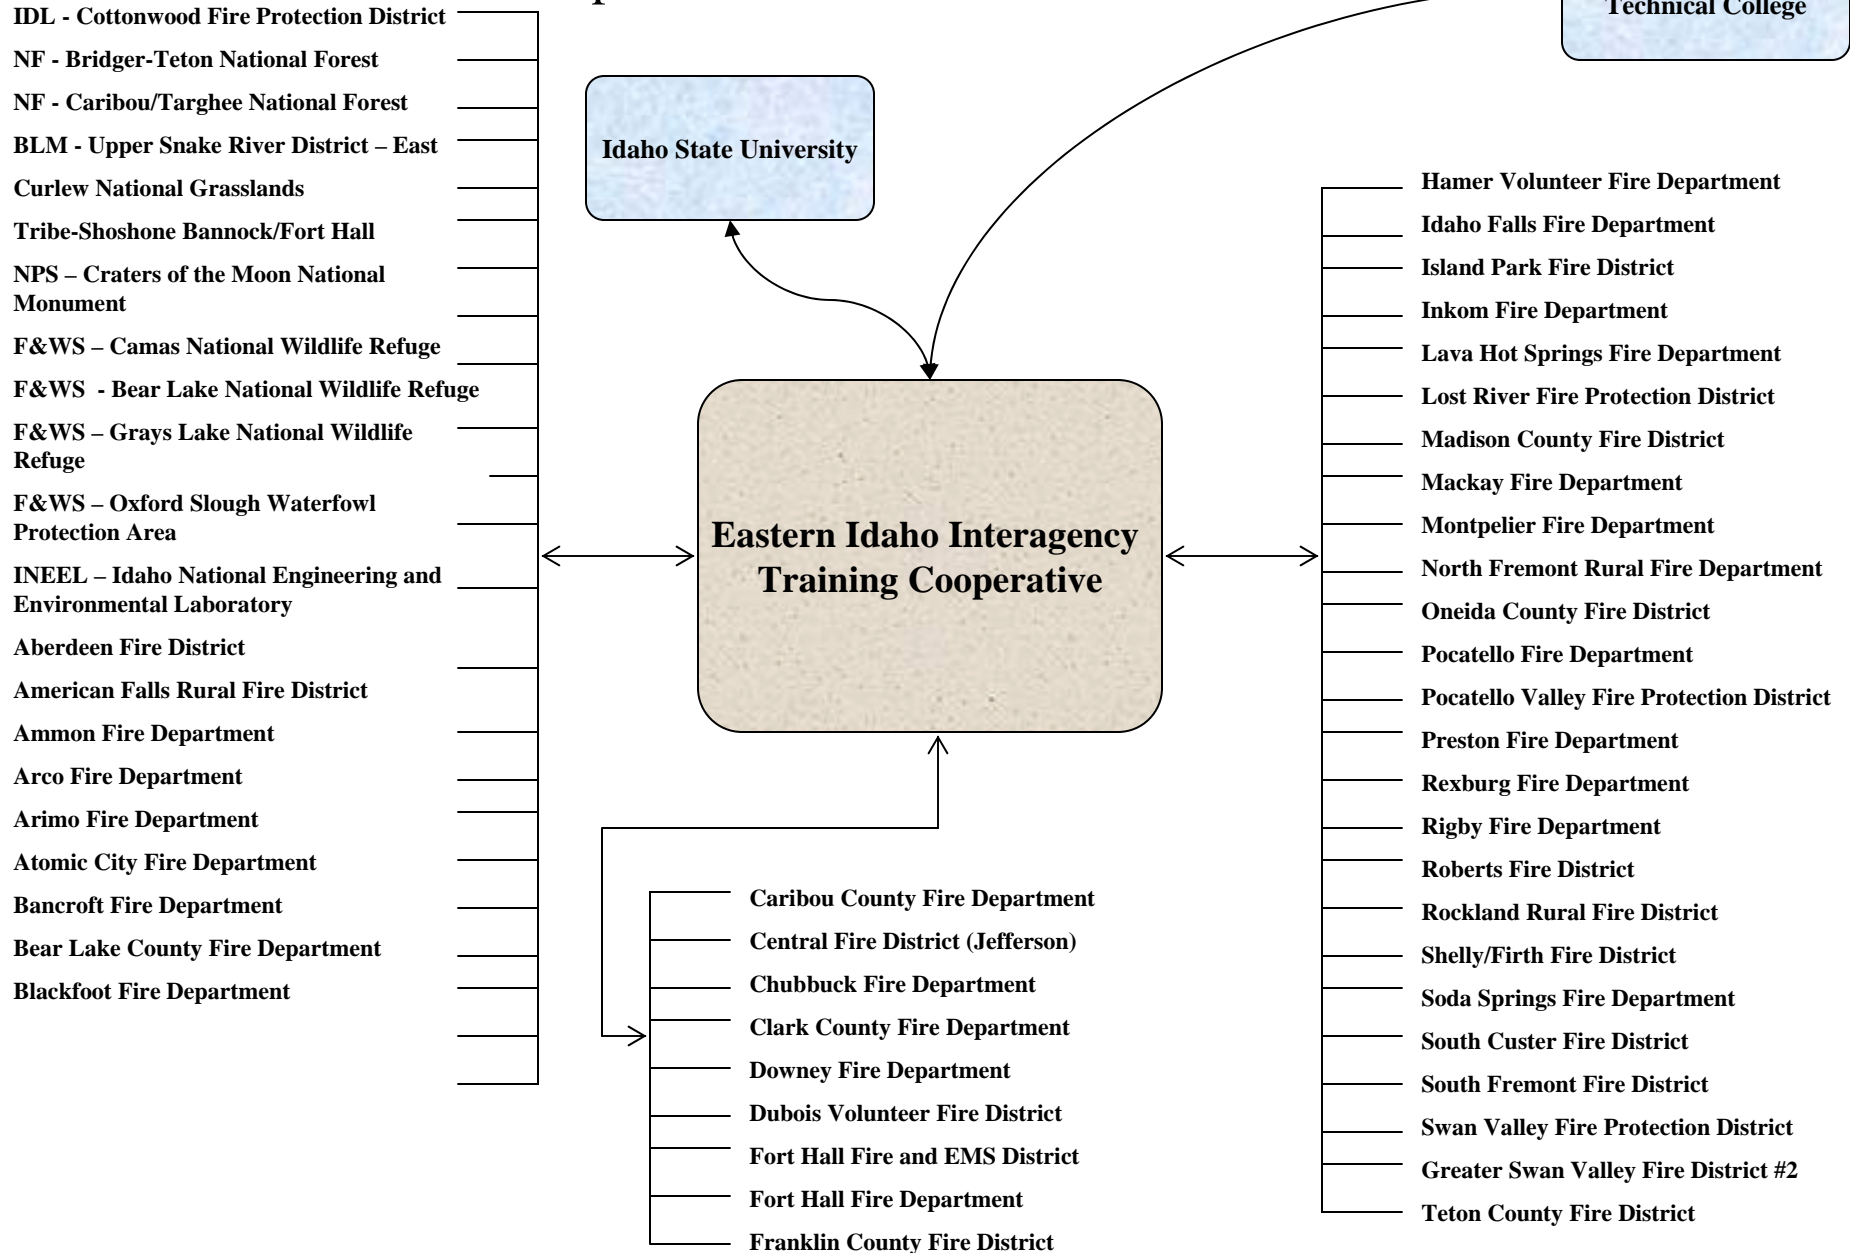 Technical College
IDL - Cottonwood Fire Protection District
NF - Bridger-Teton National Forest
NF - Caribou/Targhee National Forest
BLM - Upper Snake River District – East
Curlew National Grasslands
Tribe-Shoshone Bannock/Fort Hall
NPS – Craters of the Moon National
Monument
F&WS – Camas National Wildlife Refuge
F&WS - Bear Lake National Wildlife Refuge
F&WS – Grays Lake National Wildlife
Refuge
F&WS – Oxford Slough Waterfowl
Protection Area
INEEL – Idaho National Engineering and
Environmental Laboratory
Aberdeen Fire District
American Falls Rural Fire District
Ammon Fire Department
Arco Fire Department
Arimo Fire Department
Atomic City Fire Department
Bancroft Fire Department
Bear Lake County Fire Department
Blackfoot Fire Department
Idaho State University
Eastern Idaho Interagency
Training Cooperative
Caribou County Fire Department
Central Fire District (Jefferson)
Chubbuck Fire Department
Clark County Fire Department
Downey Fire Department
Dubois Volunteer Fire District
Fort Hall Fire and EMS District
Fort Hall Fire Department
Franklin County Fire District
Hamer Volunteer Fire Department
Idaho Falls Fire Department
Island Park Fire District
Inkom Fire Department
Lava Hot Springs Fire Department
Lost River Fire Protection District
Madison County Fire District
Mackay Fire Department
Montpelier Fire Department
North Fremont Rural Fire Department
Oneida County Fire District
Pocatello Fire Department
Pocatello Valley Fire Protection District
Preston Fire Department
Rexburg Fire Department
Rigby Fire Department
Roberts Fire District
Rockland Rural Fire District
Shelly/Firth Fire District
Soda Springs Fire Department
South Custer Fire District
South Fremont Fire District
Swan Valley Fire Protection District
Greater Swan Valley Fire District #2
Teton County Fire District